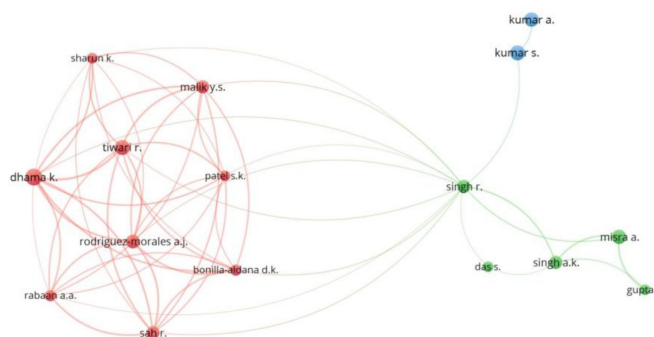 kumar a.
kumar s.
sharun k.
malik y.s.
tiwari r.
dhama k.
patel s.k.
singh r.
rodriguez-morales a.j.
misra a.
bonilla-aldana d.k.
das s.
singh a.k.
rabaan a.a.
gupta
sah r.